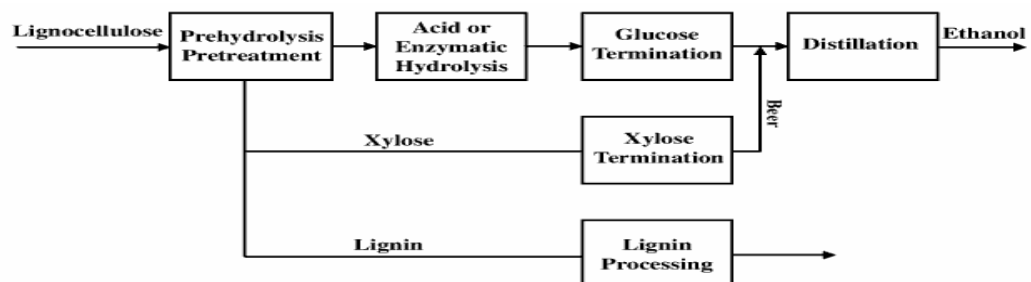 Lignocellulose
Prehydrolysis
Pretreatment
Acid or
Enzymatic
Hydrolysis
Glucose
Termination
Distillation
Ethanol
Beer
Xylose
Xylose
Termination
Lignin
Lignin
Processing